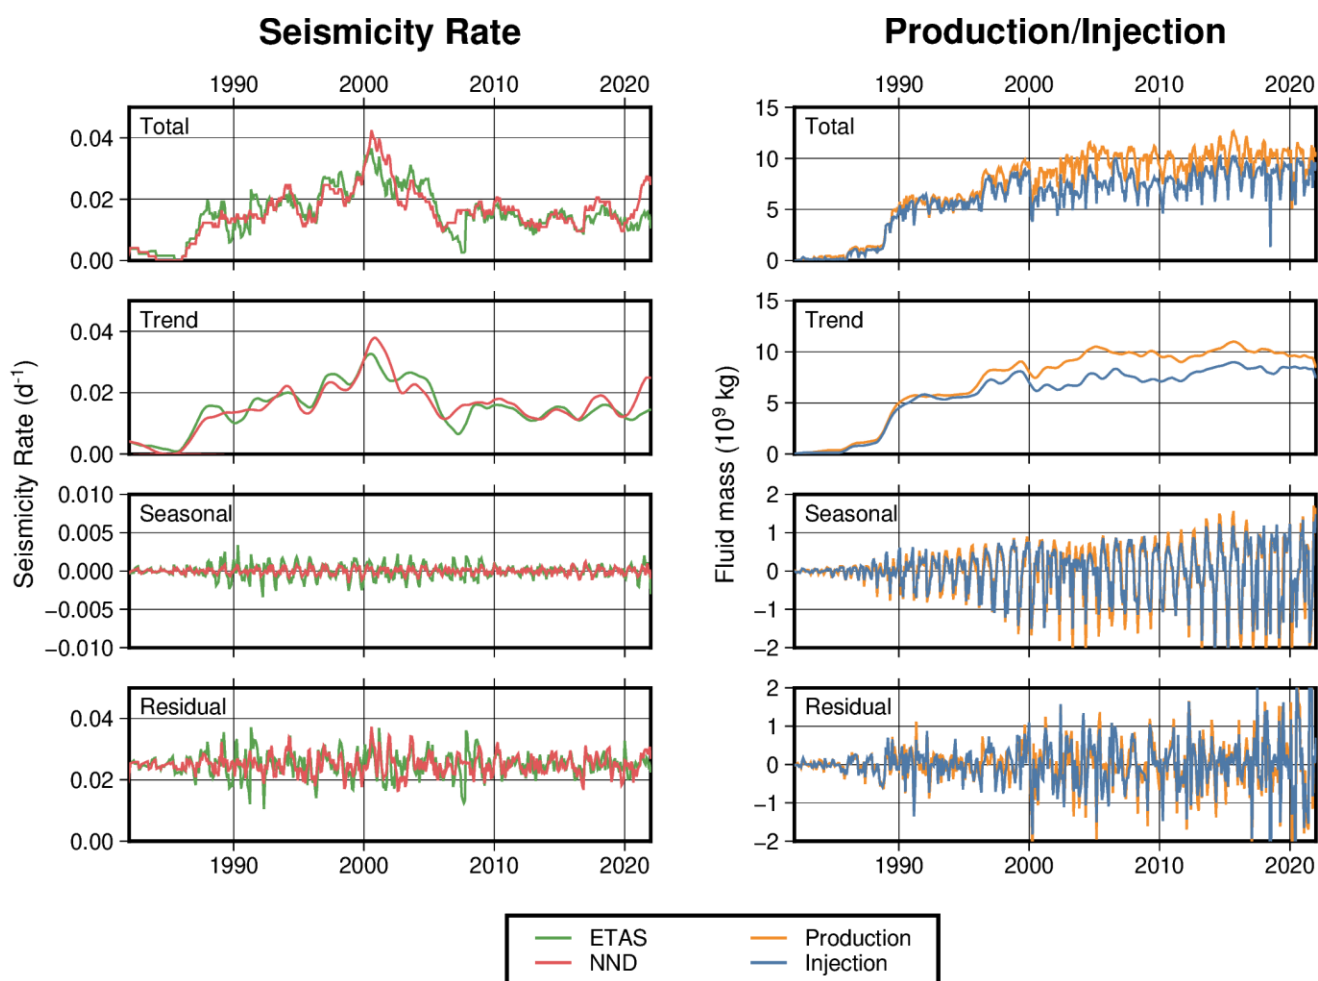 Seismicity Rate
1990 2000 2010 2020
Total
0.04
0.02
0.00
Trend
0.04
0.02
0.00
Seismicity Rate (d⁻¹)
0.010
Seasonal
0.005
0.000
−0.005
−0.010
Residual
0.04
0.02
0.00
1990 2000 2010 2020
Production/Injection
1990 2000 2010 2020
15
Total
10
5
0
15
Trend
10
5
0
Fluid mass (10⁹ kg)
2
Seasonal
1
0
−1
−2
2
Residual
1
0
−1
−2
1990 2000 2010 2020
ETAS Production
NND Injection